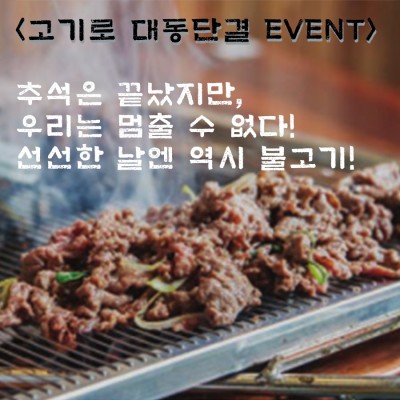 <고기로 대동단결 EVENT>
추석은 끝났지만,
우리는 멈출 수 없다!
선선한 날엔 역시 불고기!